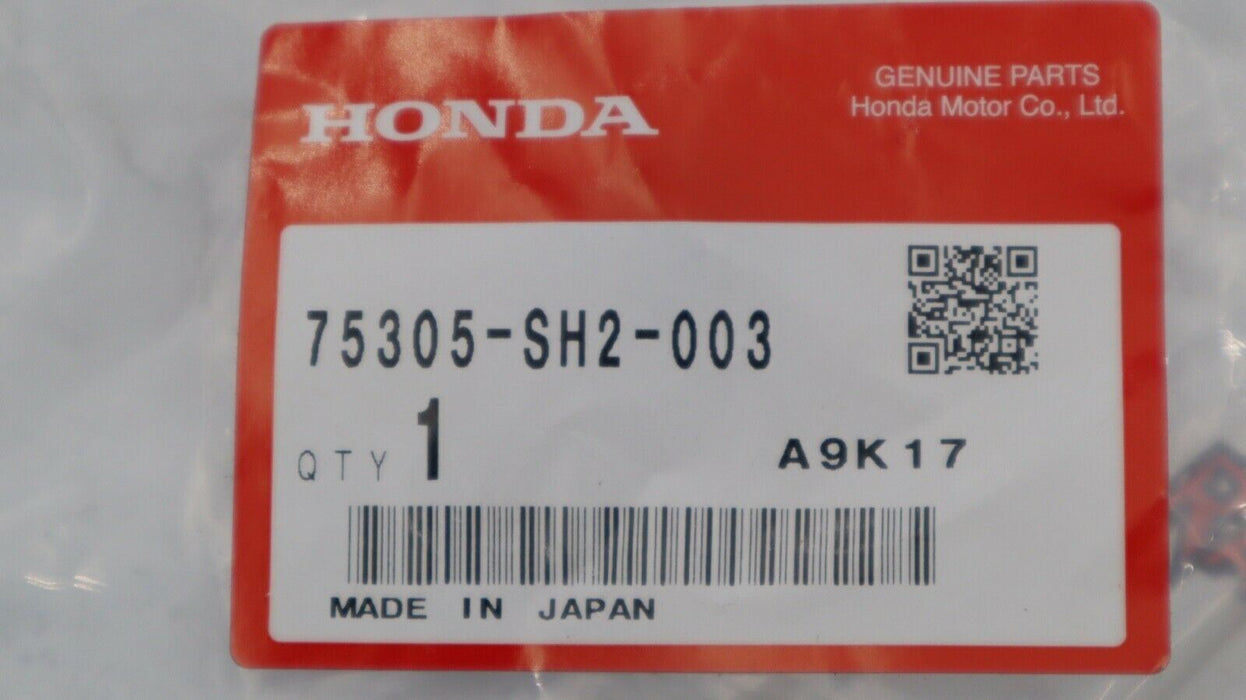 HONDA
GENUINE PARTS
Honda Motor Co., Ltd.
75305-SH2-003
QTY 1
A9K17
MADE IN JAPAN